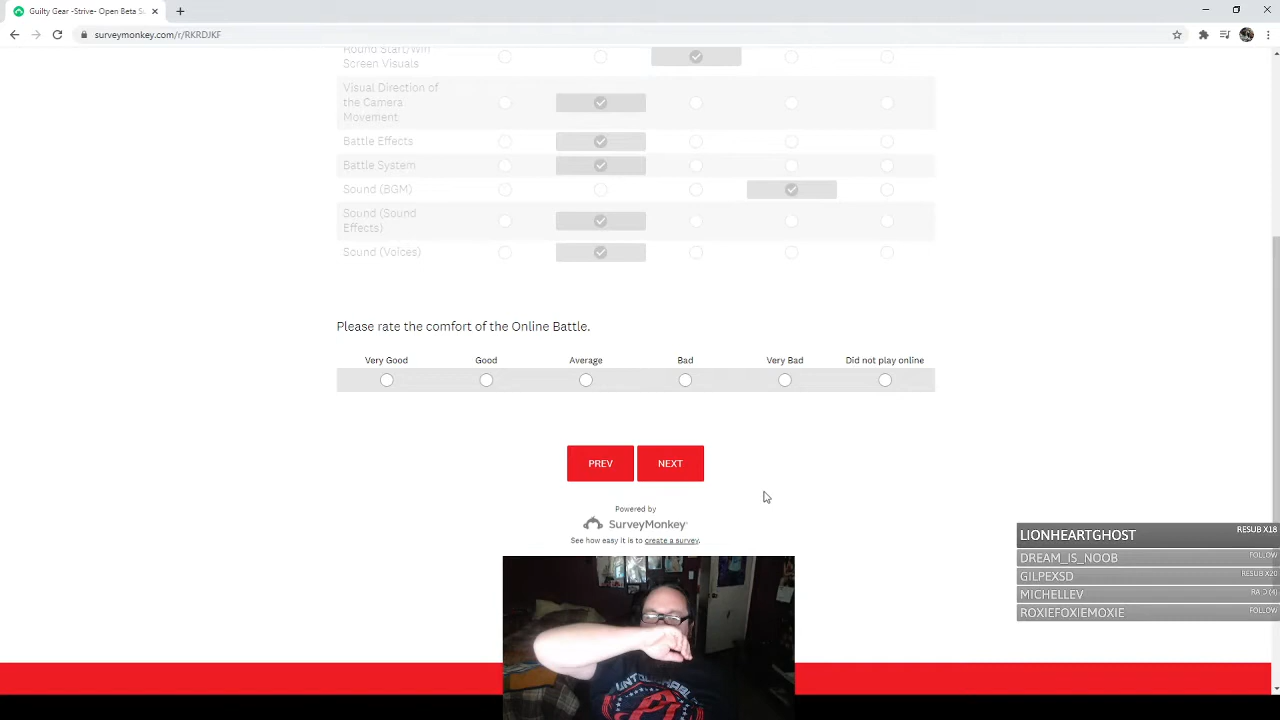 Guilty Gear -Strive- Open Beta Su
surveymonkey.com/r/RKRDJKF
Round Start/Win
Screen Visuals
Visual Direction of
the Camera
Movement
Battle Effects
Battle System
Sound (BGM)
Sound (Sound
Effects)
Sound (Voices)
Please rate the comfort of the Online Battle.
Very Good Good Average Bad Very Bad Did not play online
PREV NEXT
Powered by
SurveyMonkey
See how easy it is to create a survey.
LIONHEARTGHOST RESUB X18
DREAM_IS_NOOB FOLLOW
GILPEXSD RESUB X20
MICHELLEV RAID (4)
ROXIEFOXIEMOXIE FOLLOW